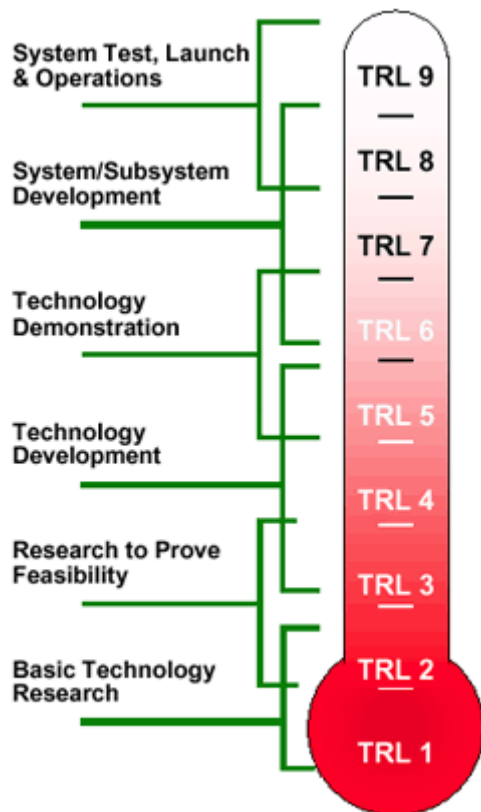 System Test, Launch
& Operations
System/Subsystem
Development
Technology
Demonstration
Technology
Development
Research to Prove
Feasibility
Basic Technology
Research
TRL 9
TRL 8
TRL 7
TRL 6
TRL 5
TRL 4
TRL 3
TRL 2
TRL 1